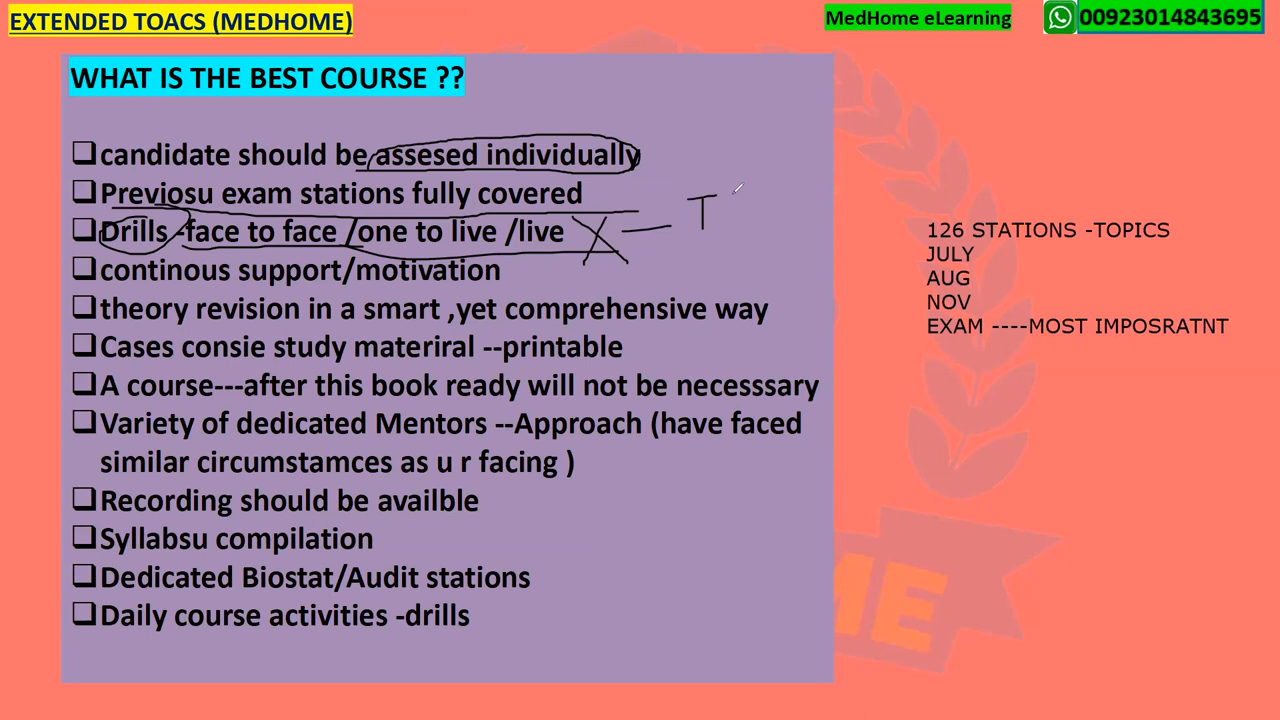 EXTENDED TOACS (MEDHOME)
MedHome eLearning
00923014843695
WHAT IS THE BEST COURSE ??
candidate should be assesed individually
Previosu exam stations fully covered
Drills -face to face /one to live /live X — T
continous support/motivation
theory revision in a smart ,yet comprehensive way
Cases consie study materiral --printable
A course---after this book ready will not be necesssary
Variety of dedicated Mentors --Approach (have faced
similar circumstamces as u r facing )
Recording should be availble
Syllabsu compilation
Dedicated Biostat/Audit stations
Daily course activities -drills
126 STATIONS -TOPICS
JULY
AUG
NOV
EXAM ----MOST IMPOSRATNT
ME